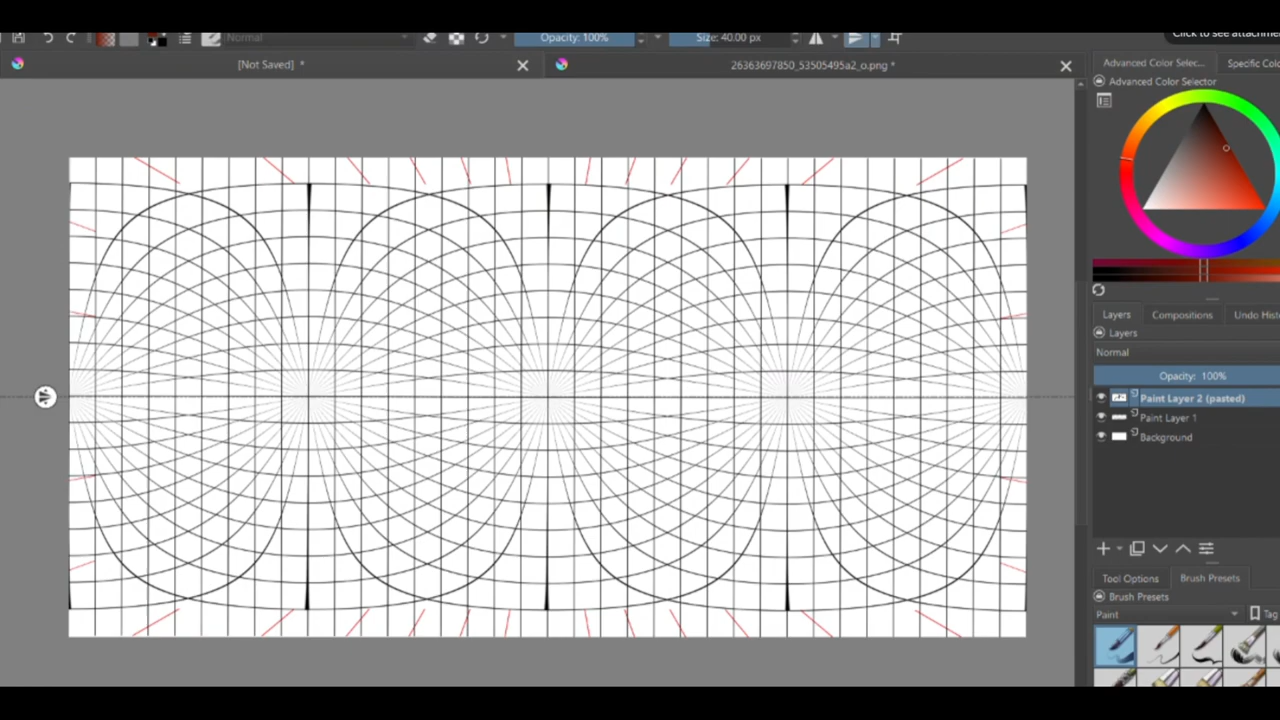 Click to see attachmen
Normal
Opacity: 100%
Size: 40.00 px
[Not Saved] *
26363697850_53505495a2_o.png *
Advanced Color Selec...
Specific Colo
Advanced Color Selector
Layers
Compositions
Undo Histo
Layers
Normal
Opacity: 100%
Paint Layer 2 (pasted)
Paint Layer 1
Background
Tool Options
Brush Presets
Brush Presets
Paint
Tag